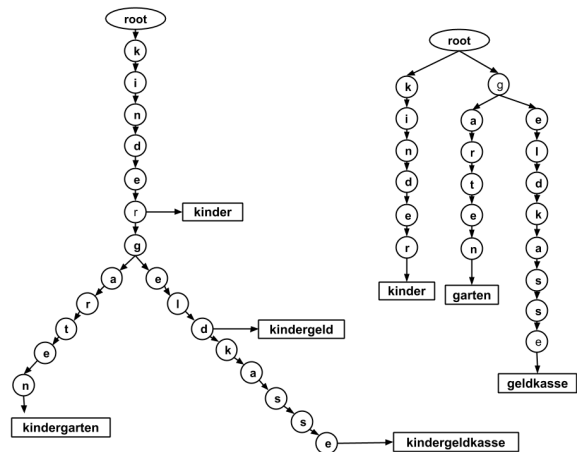 root
k
i
n
d
e
r
kinder
g
a
r
t
e
n
kindergarten
e
l
d
kindergeld
k
a
s
s
e
kindergeldkasse
root
k
i
n
d
e
r
kinder
g
a
r
t
e
n
garten
e
l
d
k
a
s
s
e
geldkasse